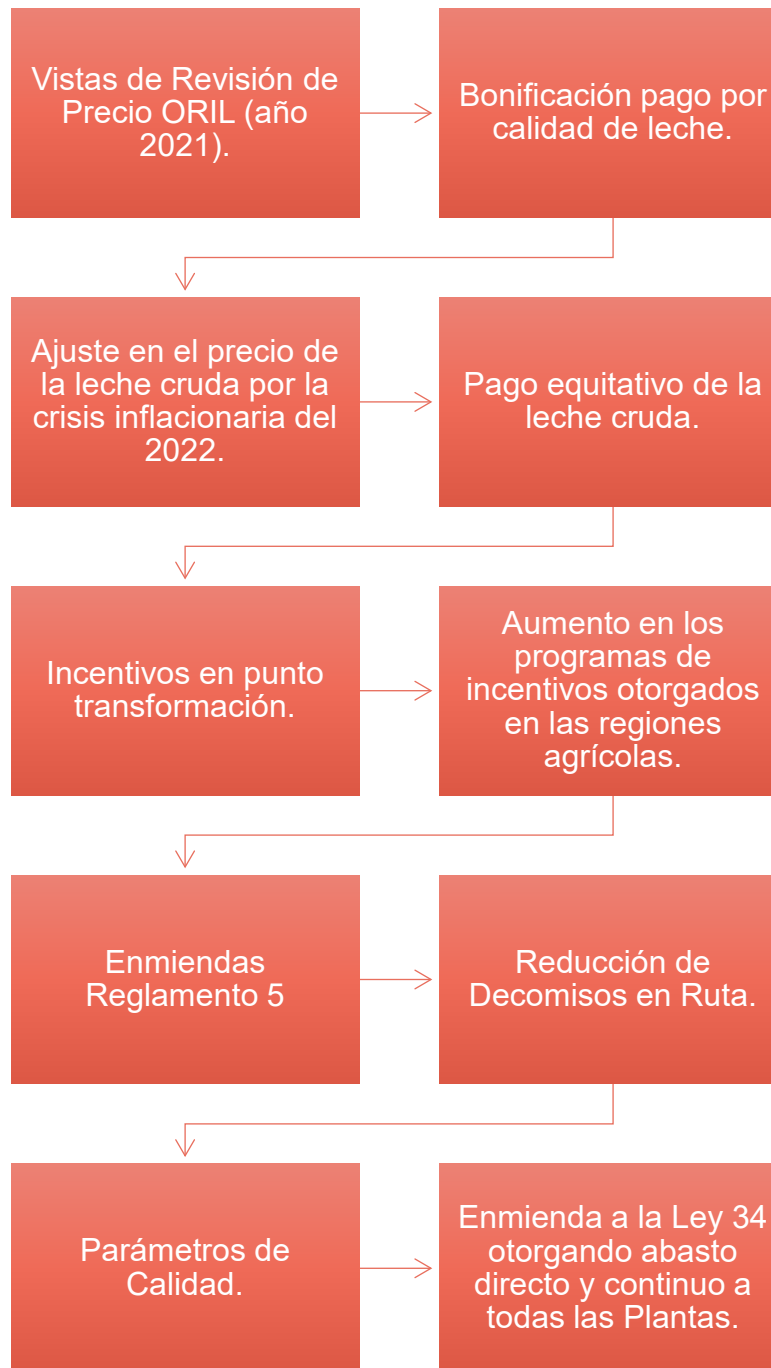 Vistas de Revisión de
Precio ORIL (año
2021).
Bonificación pago por
calidad de leche.
Ajuste en el precio de
la leche cruda por la
crisis inflacionaria del
2022.
Pago equitativo de la
leche cruda.
Incentivos en punto
transformación.
Aumento en los
programas de
incentivos otorgados
en las regiones
agrícolas.
Enmiendas
Reglamento 5
Reducción de
Decomisos en Ruta.
Parámetros de
Calidad.
Enmienda a la Ley 34
otorgando abasto
directo y continuo a
todas las Plantas.